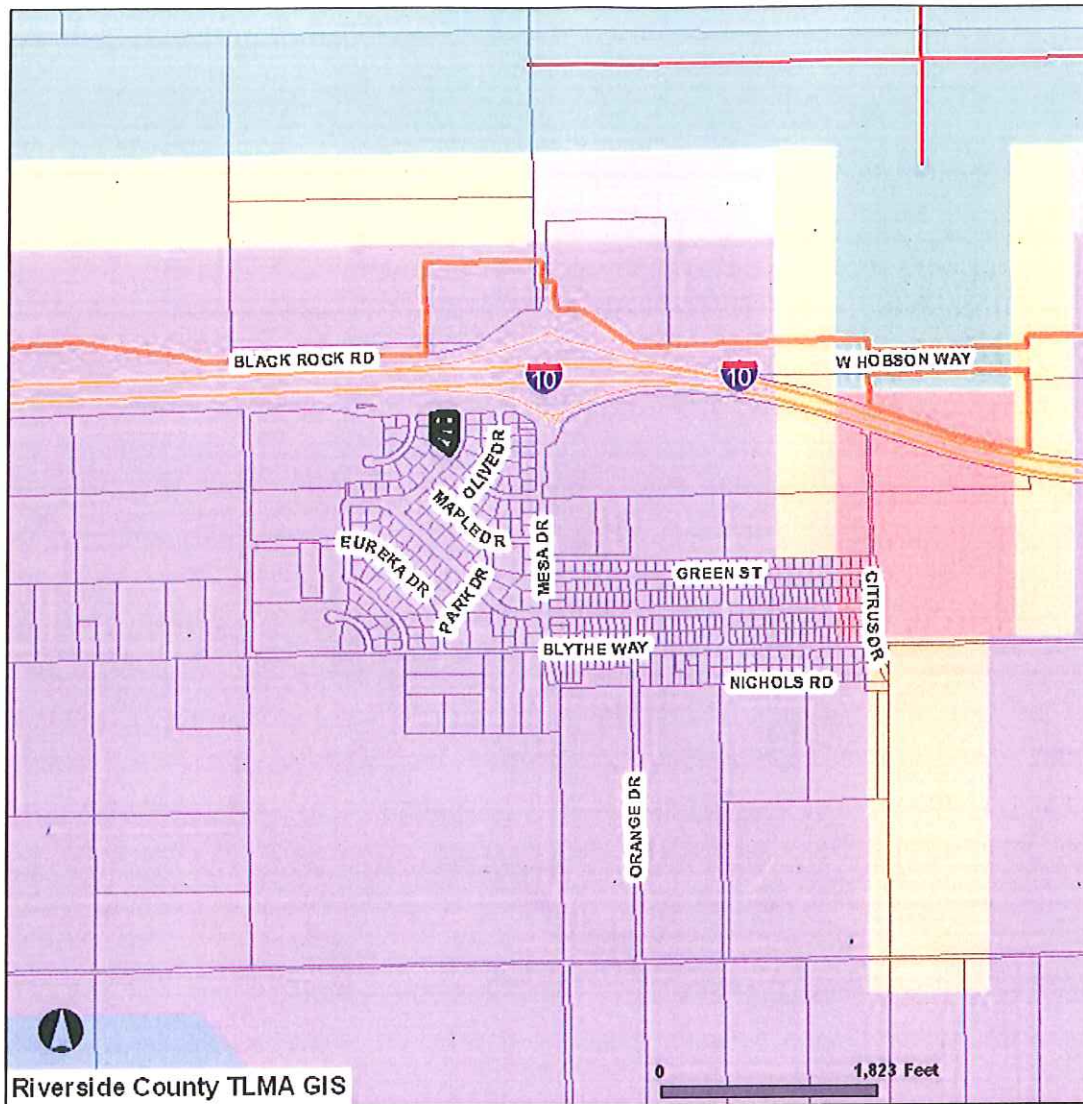 BLACK ROCK RD
10
10
W HOBSON WAY
OLIVE DR
MAPLE DR
EUREKA DR
PARK DR
MESA DR
GREEN ST
CITRUS DR
BLYTHE WAY
NICHOLS RD
ORANGE DR
Riverside County TLMA GIS
0 1,823 Feet